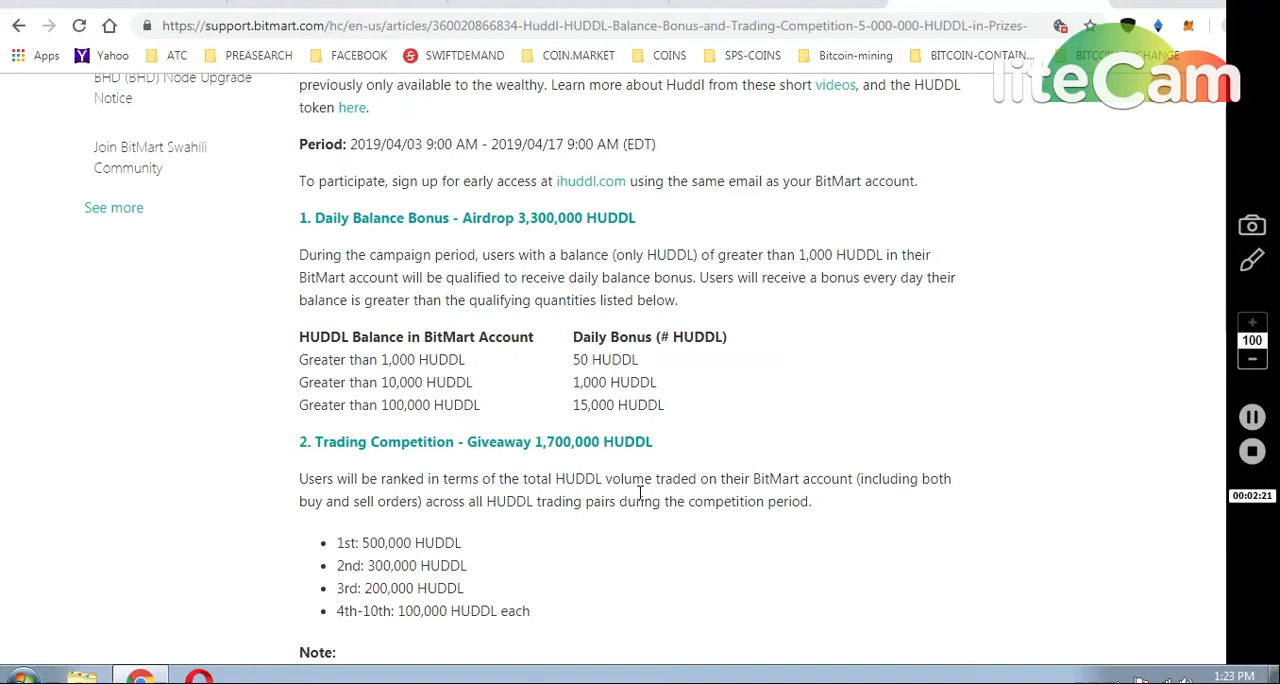 https://support.bitmart.com/hc/en-us/articles/360020866834-Huddl-HUDDL-Balance-Bonus-and-Trading-Competition-5-000-000-HUDDL-in-Prizes-
Apps Yahoo ATC PREASEARCH FACEBOOK SWIFTDEMAND COIN.MARKET COINS SPS-COINS Bitcoin-mining BITCOIN-CONTAIN... BITCOIN EXCHANGE
liteCam
BHD (BHD) Node Upgrade
Notice
Join BitMart Swahili
Community
See more
previously only available to the wealthy. Learn more about Huddl from these short videos, and the HUDDL
token here.
Period: 2019/04/03 9:00 AM - 2019/04/17 9:00 AM (EDT)
To participate, sign up for early access at ihuddl.com using the same email as your BitMart account.
1. Daily Balance Bonus - Airdrop 3,300,000 HUDDL
During the campaign period, users with a balance (only HUDDL) of greater than 1,000 HUDDL in their
BitMart account will be qualified to receive daily balance bonus. Users will receive a bonus every day their
balance is greater than the qualifying quantities listed below.
HUDDL Balance in BitMart Account Daily Bonus (# HUDDL)
Greater than 1,000 HUDDL 50 HUDDL
Greater than 10,000 HUDDL 1,000 HUDDL
Greater than 100,000 HUDDL 15,000 HUDDL
2. Trading Competition - Giveaway 1,700,000 HUDDL
Users will be ranked in terms of the total HUDDL volume traded on their BitMart account (including both
buy and sell orders) across all HUDDL trading pairs during the competition period.
• 1st: 500,000 HUDDL
• 2nd: 300,000 HUDDL
• 3rd: 200,000 HUDDL
• 4th-10th: 100,000 HUDDL each
Note:
100
00:02:21
1:23 PM